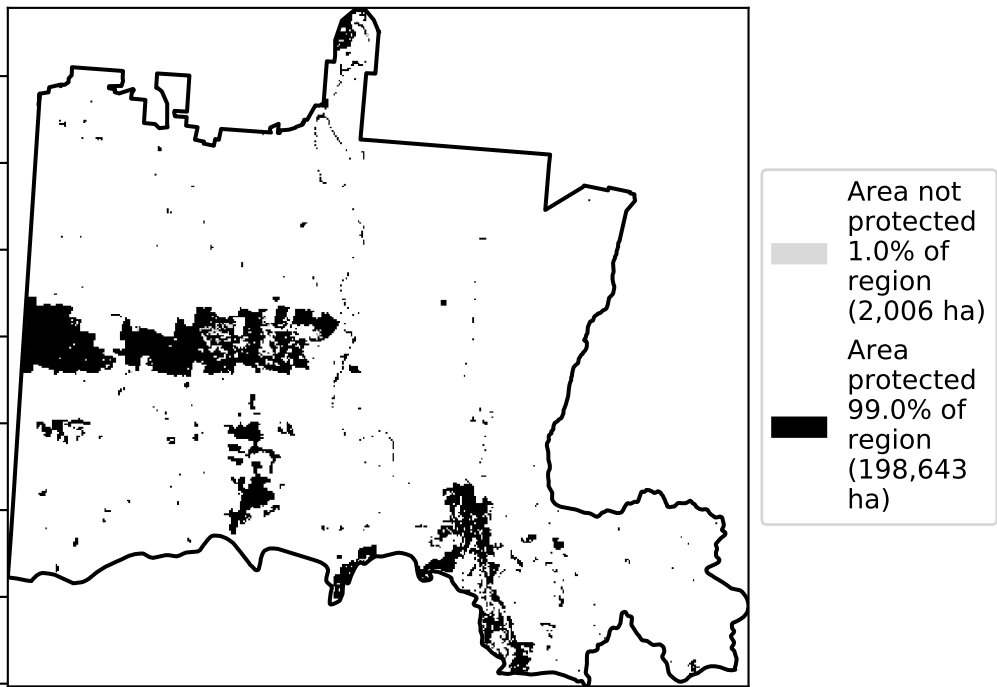 Area not
protected
1.0% of
region
(2,006 ha)
Area
protected
99.0% of
region
(198,643
ha)